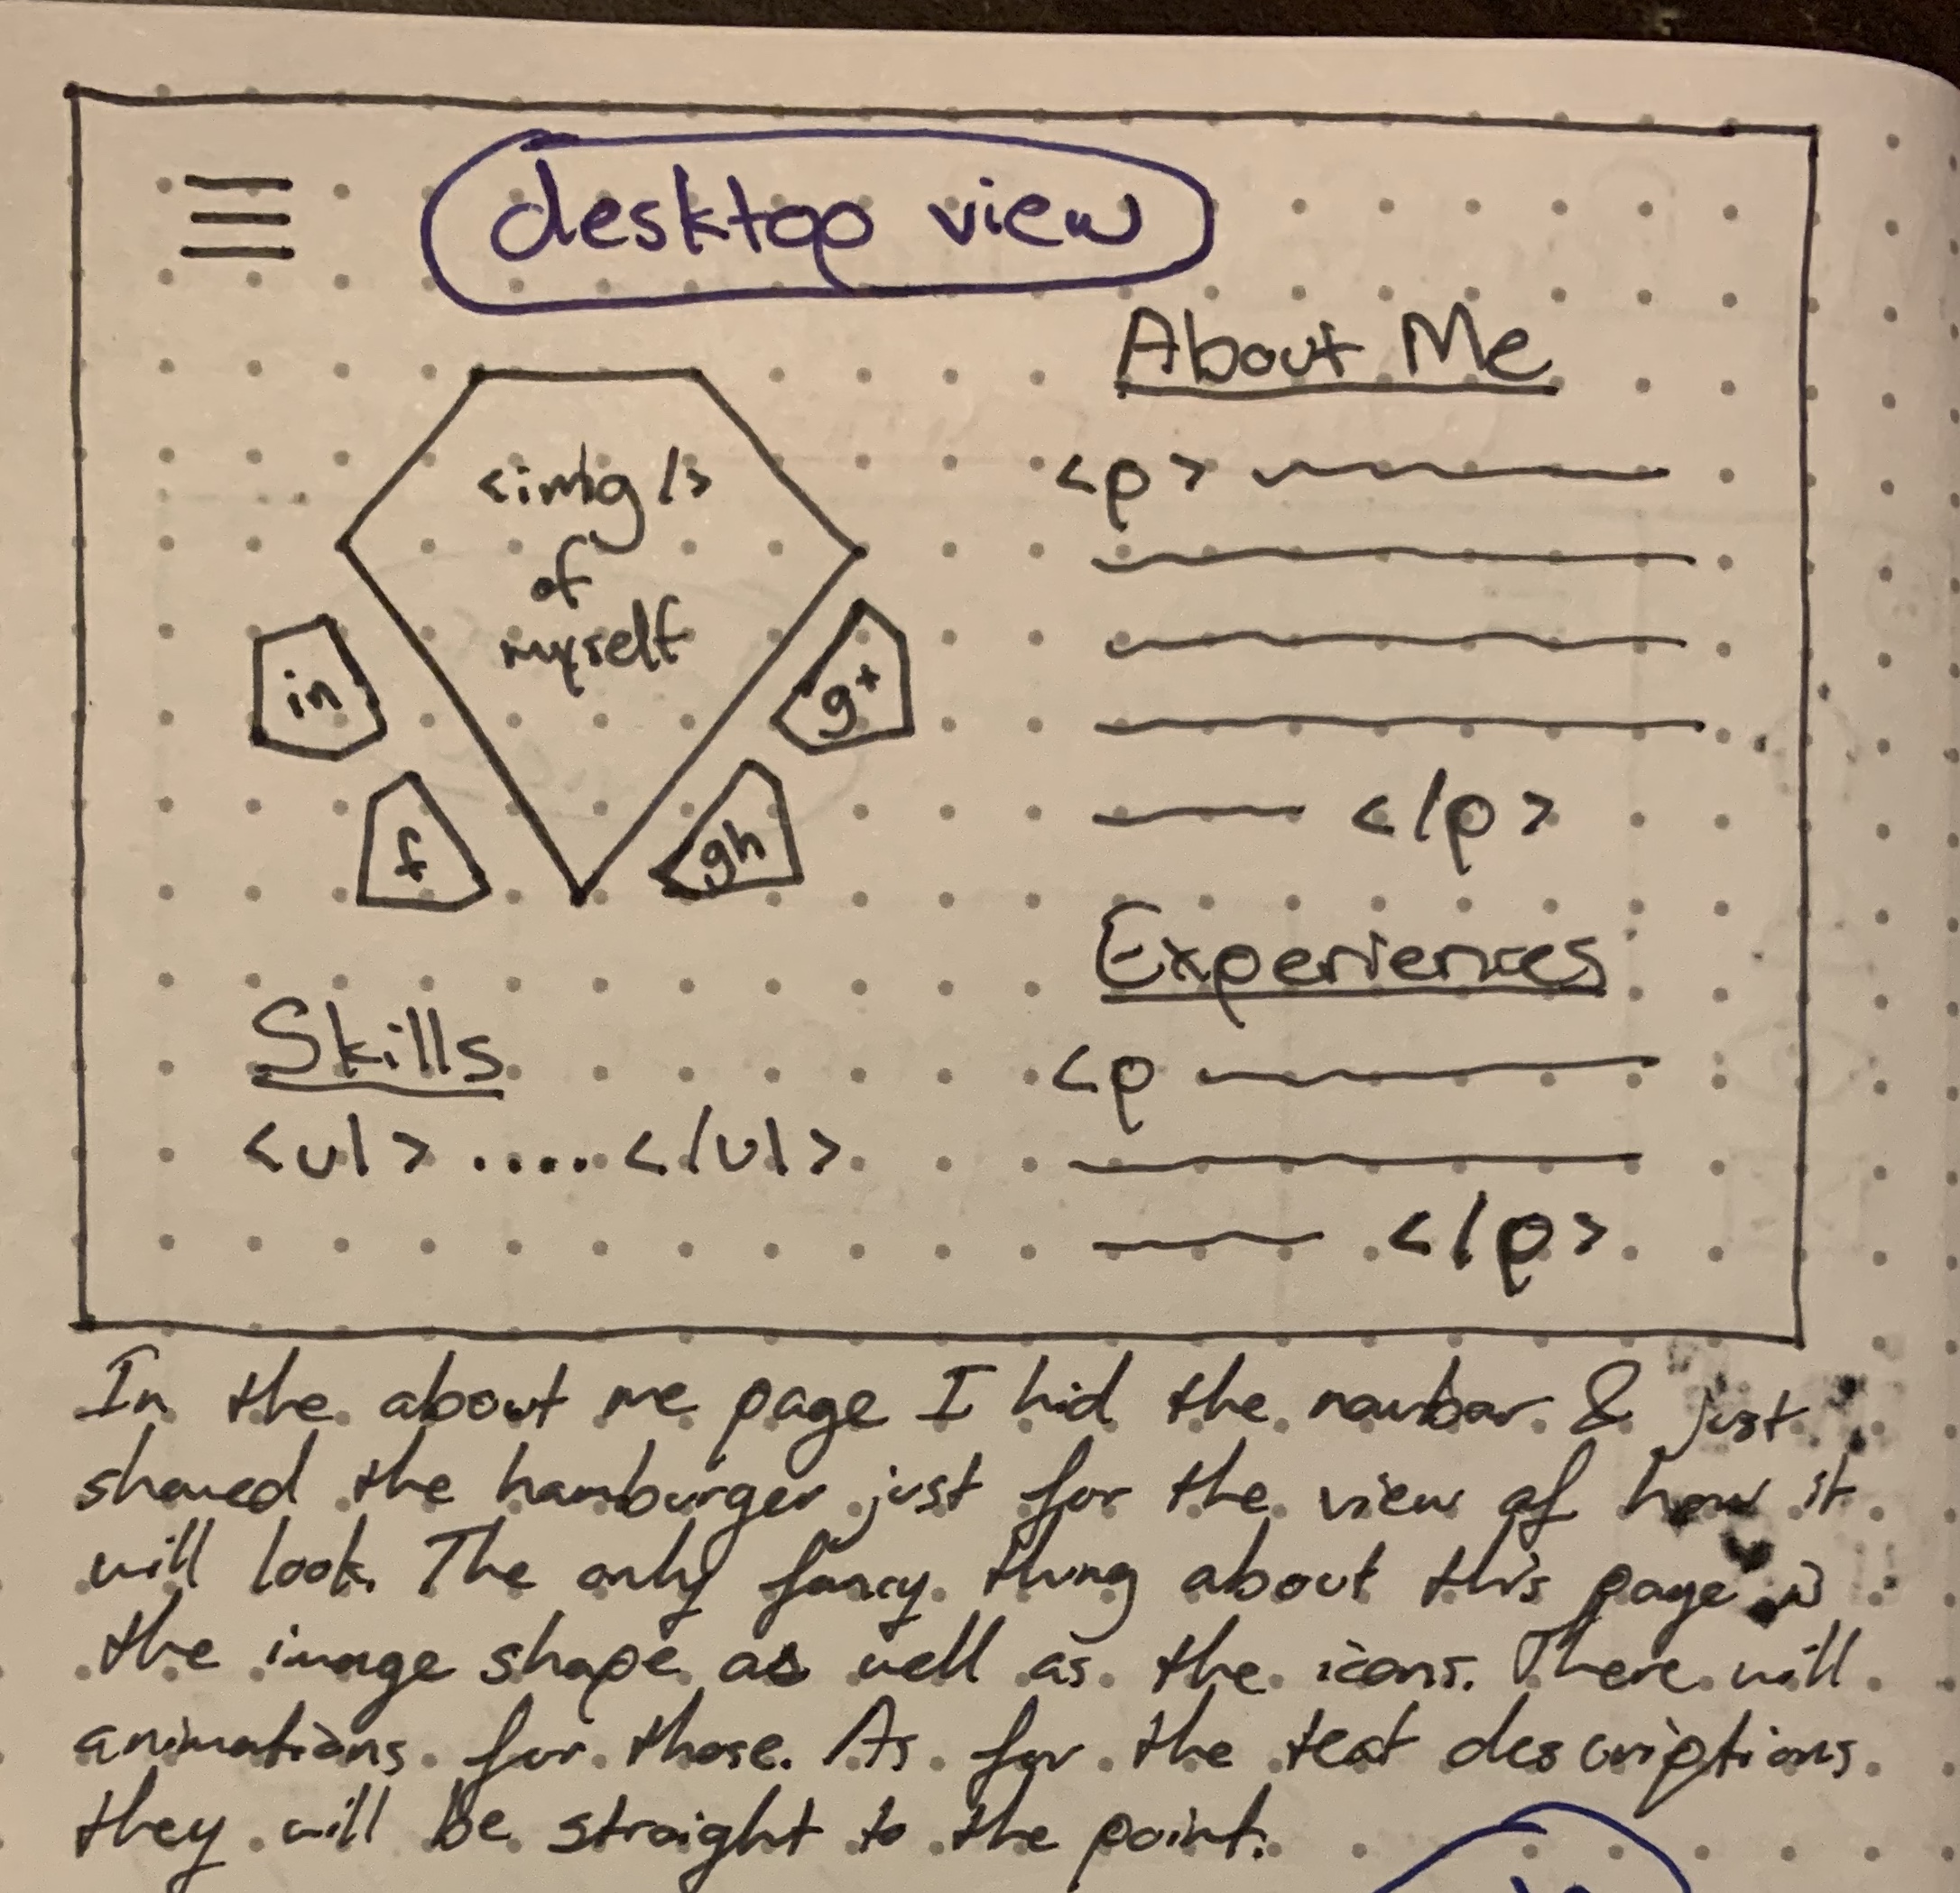 desktop view
<img/>
of
myself
in
f
gh
g+
Skills
<ul>.....</ul>
About Me
<p>
</p>
Experiences
<p
</p>
In the about me page I hid the navbar & just
showed the hamburger just for the view of how it
will look. The only fancy thing about this page is
the image shape as well as the icons. There will
animations for those. As for the text descriptions
they will be straight to the point.